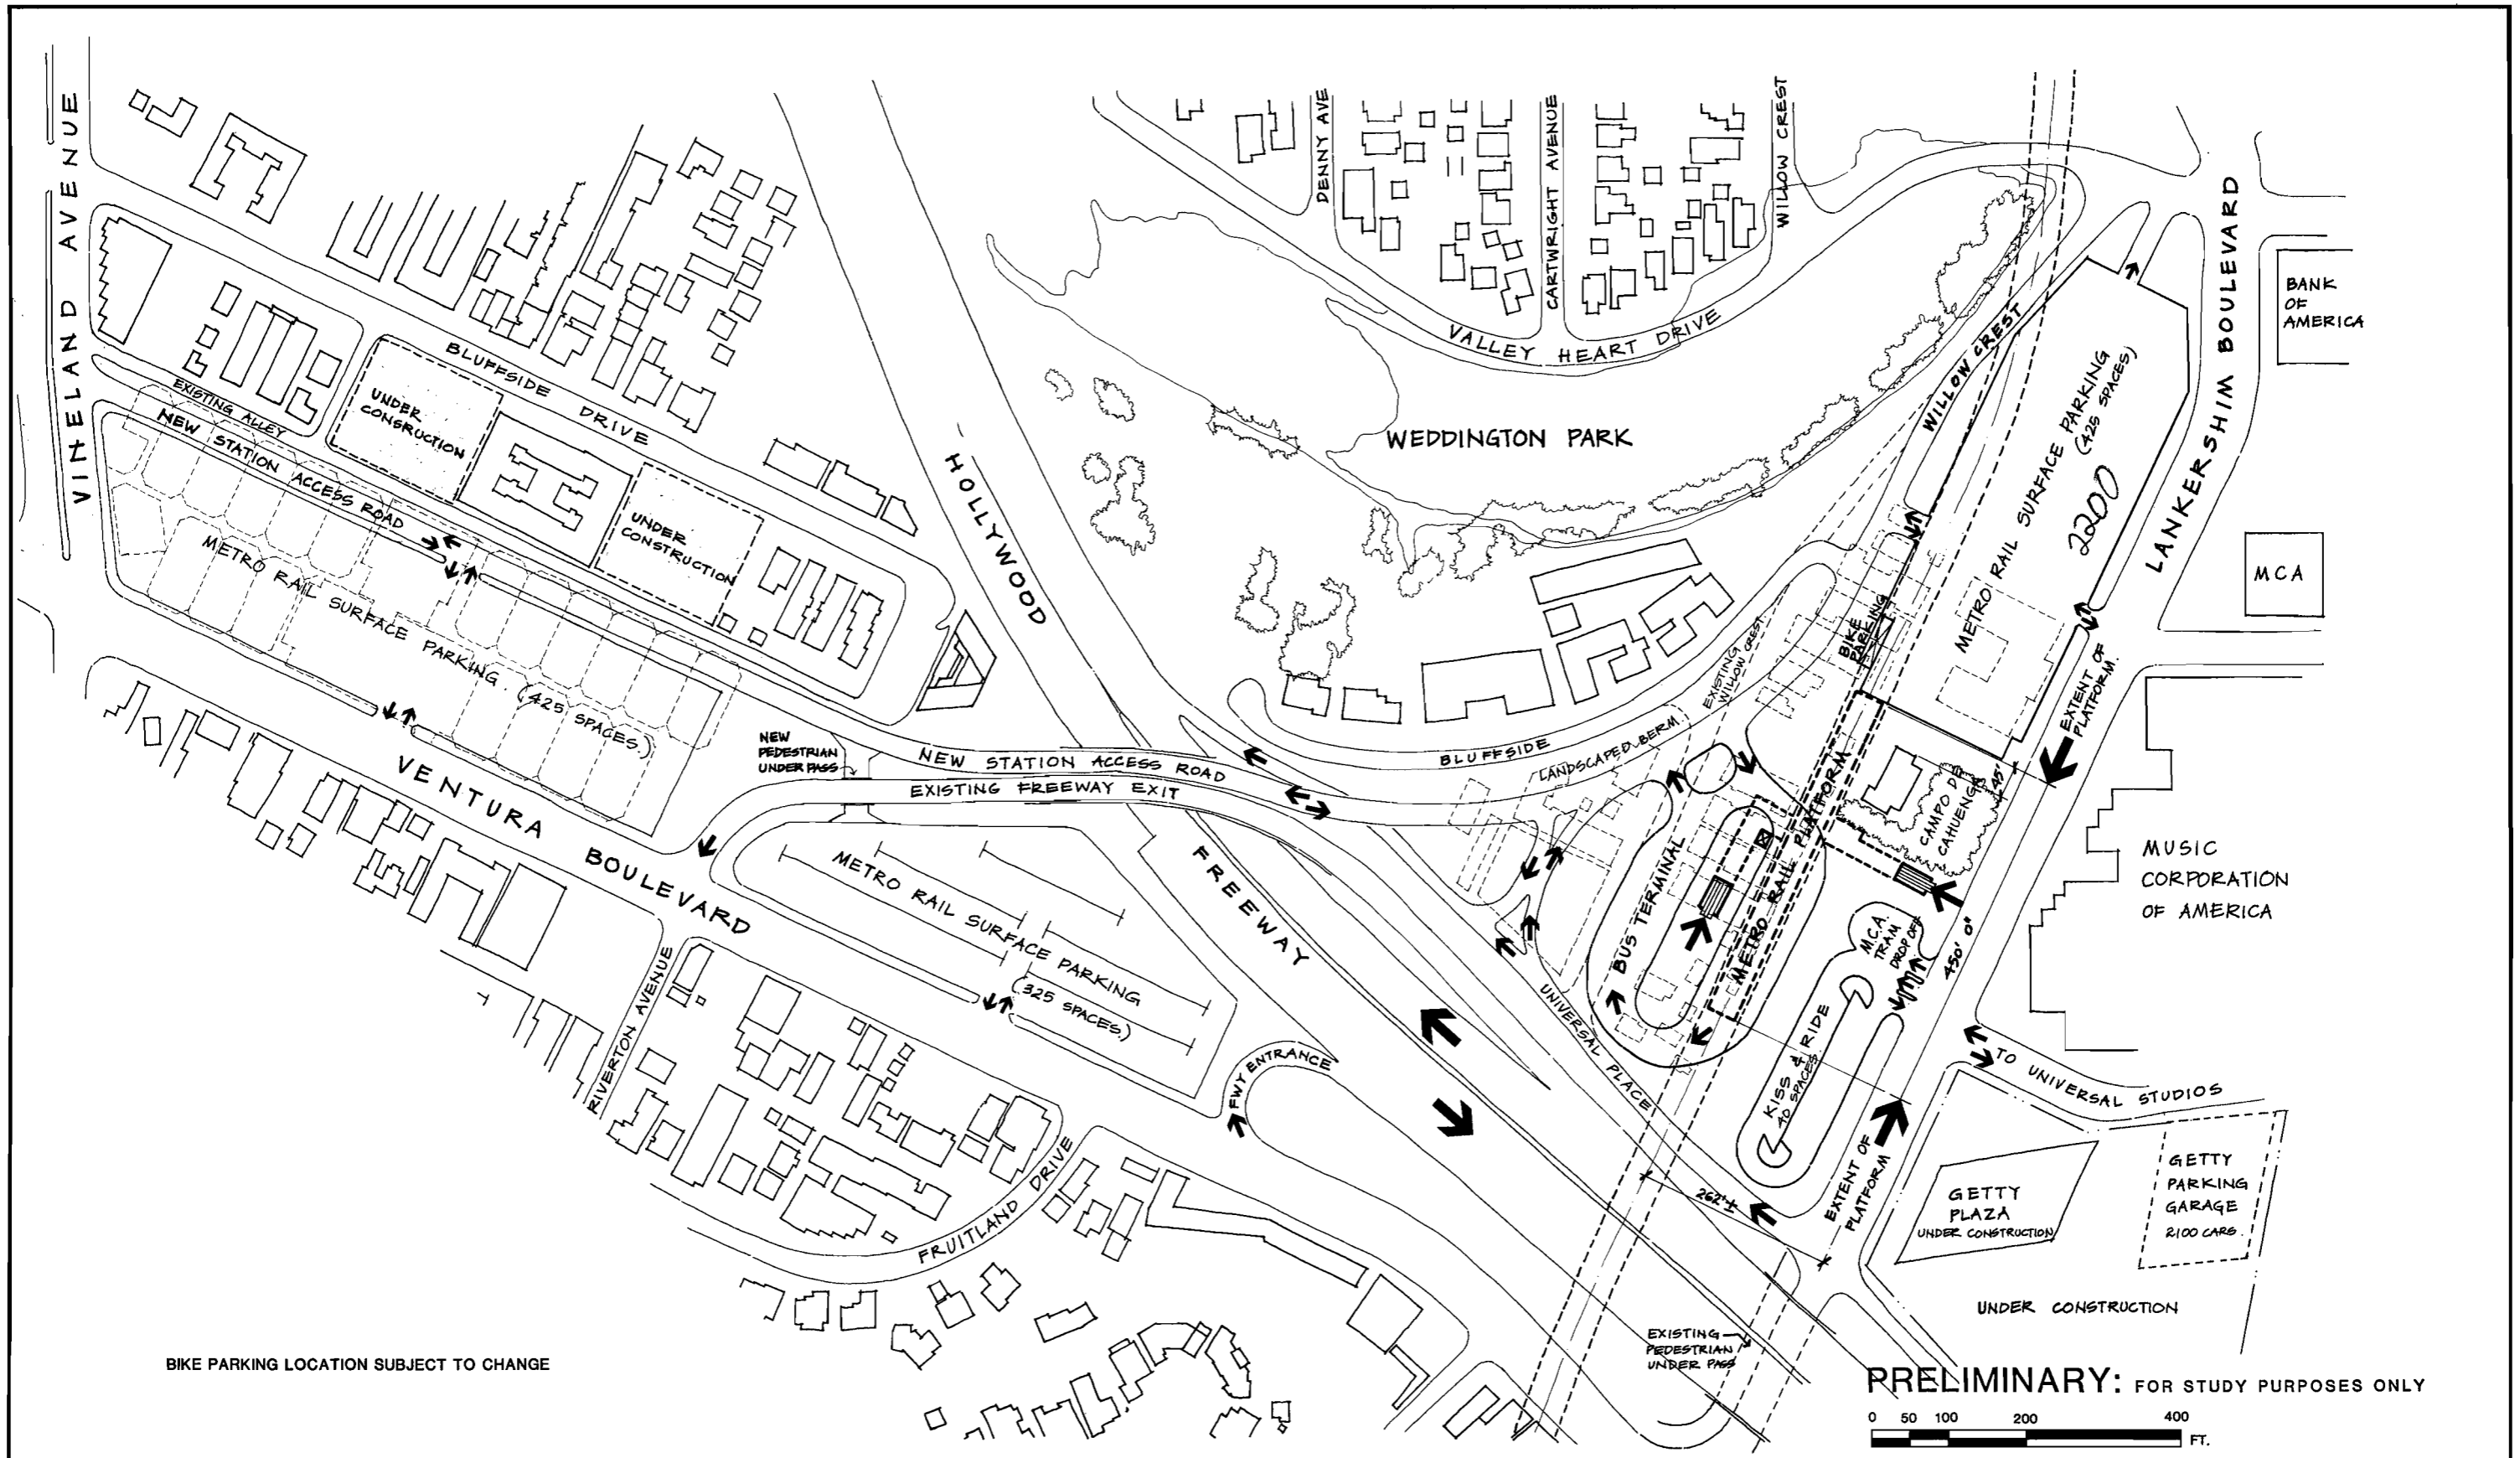 VINELAND AVENUE
BLUFFSIDE DRIVE
EXISTING ALLEY
NEW STATION ACCESS ROAD
UNDER
CONSRUCTION
UNDER
CONSTRUCTION
METRO RAIL SURFACE PARKING.
(425 SPACES.)
VENTURA BOULEVARD
NEW
PEDESTRIAN
UNDER PASS
NEW STATION ACCESS ROAD
EXISTING FREEWAY EXIT
METRO RAIL SURFACE PARKING
(325 SPACES.)
RIVERTON AVENUE
FRUITLAND DRIVE
FWY ENTRANCE
HOLLYWOOD
FREEWAY
DENNY AVE
CARTWRIGHT AVENUE
WILLOW CREST
VALLEY HEART DRIVE
WEDDINGTON PARK
WILLOW CREST
METRO RAIL SURFACE PARKING
(425 SPACES)
2200
LANKERSHIM BOULEVARD
BANK
OF
AMERICA
MCA
BIKE
PARKING
EXISTING
WILLOW CREST
BLUFFSIDE
LANDSCAPED BERM
EXTENT OF
PLATFORM.
45'
CAMPO DE
CAHUENGA
BUS TERMINAL
METRO RAIL PLATFORM
M.C.A.
TRAM
DROP OFF
450' 0"
KISS & RIDE
40 SPACES
UNIVERSAL PLACE
262'±
EXTENT OF
PLATFORM
MUSIC
CORPORATION
OF AMERICA
TO UNIVERSAL STUDIOS
GETTY
PLAZA
UNDER CONSTRUCTION
GETTY
PARKING
GARAGE
2100 CARS.
UNDER CONSTRUCTION
EXISTING
PEDESTRIAN
UNDER PASS
BIKE PARKING LOCATION SUBJECT TO CHANGE
PRELIMINARY: FOR STUDY PURPOSES ONLY
0 50 100 200 400
FT.